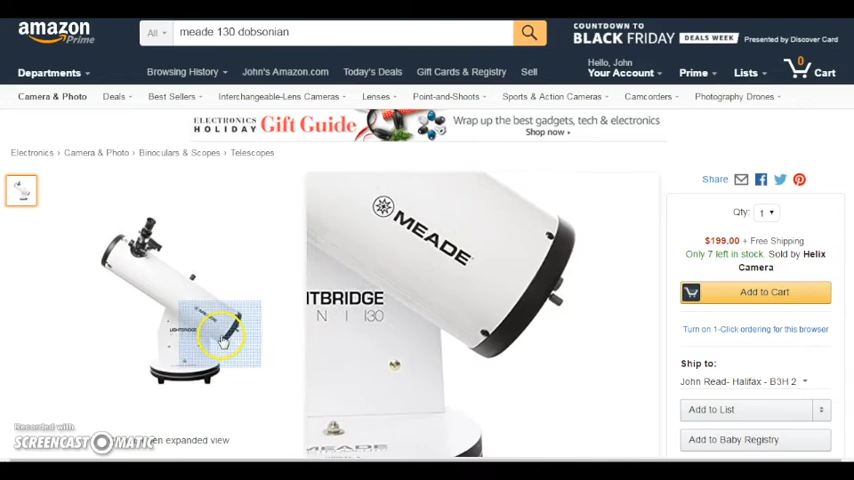 amazon
Prime
All
meade 130 dobsonian
COUNTDOWN TO
BLACK FRIDAY DEALS WEEK Presented by Discover Card
Departments
Browsing History
John's Amazon.com
Today's Deals
Gift Cards & Registry
Sell
Hello, John
Your Account
Prime
Lists
0
Cart
Camera & Photo
Deals
Best Sellers
Interchangeable-Lens Cameras
Lenses
Point-and-Shoots
Sports & Action Cameras
Camcorders
Photography Drones
ELECTRONICS
HOLIDAY
Gift Guide
Wrap up the best gadgets, tech & electronics
Shop now
Electronics › Camera & Photo › Binoculars & Scopes › Telescopes
Share
Qty: 1
$199.00 + Free Shipping
Only 7 left in stock. Sold by Helix
Camera
Add to Cart
Turn on 1-Click ordering for this browser
Ship to:
John Read- Halifax - B3H 2
Add to List
Add to Baby Registry
MEADE
HTBRIDGE
N I 130
MEADE
LIGHTBRIDGE
en expanded view
Recorded with
SCREENCAST MATIC